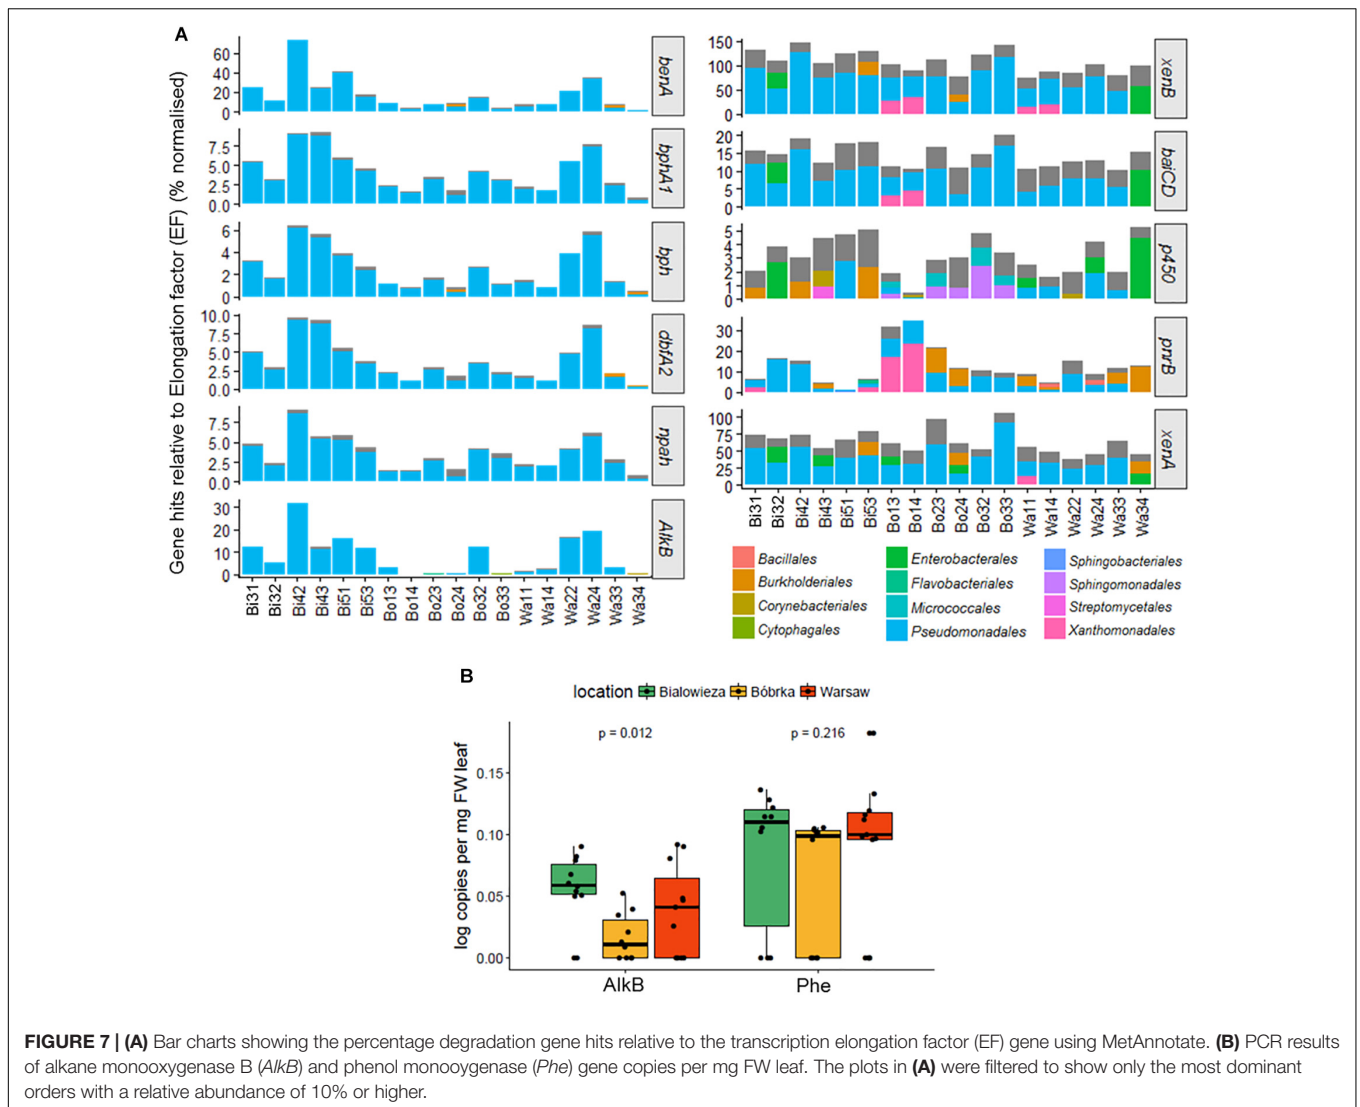 A
Gene hits relative to Elongation factor (EF) (% normalised)
60
40
20
0
benA
7.5
5.0
2.5
0.0
bphA1
6
4
2
0
bph
10.0
7.5
5.0
2.5
0.0
dbfA2
7.5
5.0
2.5
0.0
npah
30
20
10
0
AlkB
Bi31 Bi32 Bi42 Bi43 Bi51 Bi53 Bo13 Bo14 Bo23 Bo24 Bo32 Bo33 Wa11 Wa14 Wa22 Wa24 Wa33 Wa34
150
100
50
0
xenB
20
15
10
5
0
baiCD
5
4
3
2
1
0
p450
30
20
10
0
prrB
100
75
50
25
0
xenA
Bi31 Bi32 Bi42 Bi43 Bi51 Bi53 Bo13 Bo14 Bo23 Bo24 Bo32 Bo33 Wa11 Wa14 Wa22 Wa24 Wa33 Wa34
Bacillales Enterobacterales Sphingobacteriales
Burkholderiales Flavobacteriales Sphingomonadales
Corynebacteriales Micrococcales Streptomycetales
Cytophagales Pseudomonadales Xanthomonadales
B
location Bialowieza Bóbrka Warsaw
log copies per mg FW leaf
p = 0.012 p = 0.216
0.15
0.10
0.05
0.00
AlkB Phe
FIGURE 7 | (A) Bar charts showing the percentage degradation gene hits relative to the transcription elongation factor (EF) gene using MetAnnotate. (B) PCR results
of alkane monooxygenase B (AlkB) and phenol monooygenase (Phe) gene copies per mg FW leaf. The plots in (A) were filtered to show only the most dominant
orders with a relative abundance of 10% or higher.